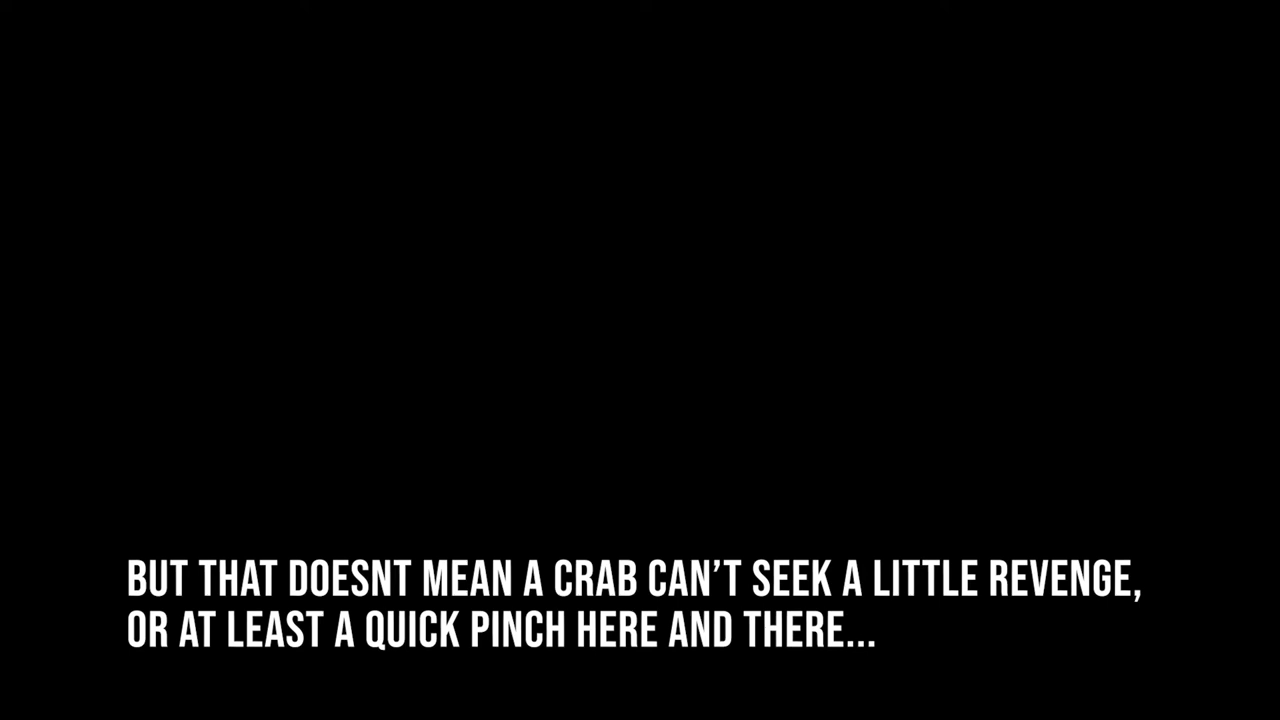 BUT THAT DOESNT MEAN A CRAB CAN’T SEEK A LITTLE REVENGE,
OR AT LEAST A QUICK PINCH HERE AND THERE...